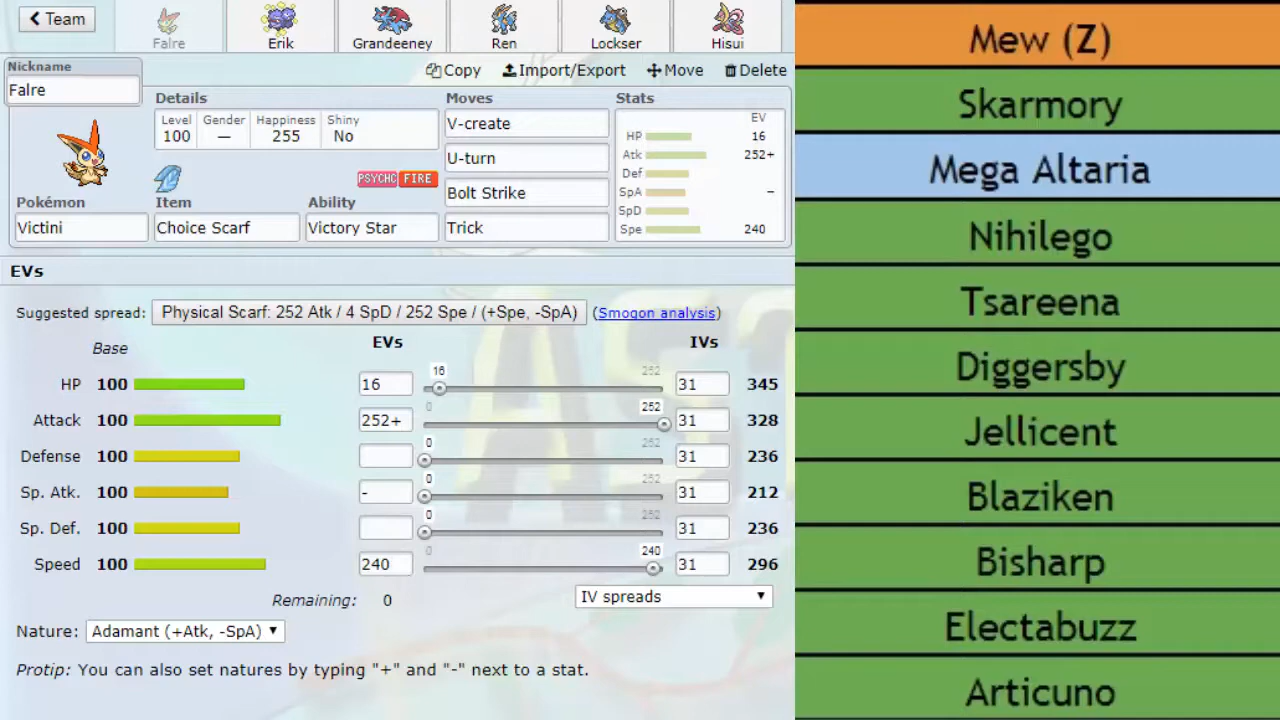 Team
Falre
Erik
Grandeeney
Ren
Lockser
Hisui
Nickname
Falre
Copy
Import/Export
Move
Delete
Details
Level
100
Gender
—
Happiness
255
Shiny
No
PSYCHC FIRE
Pokémon
Victini
Item
Choice Scarf
Ability
Victory Star
Moves
V-create
U-turn
Bolt Strike
Trick
Stats
EV
HP 16
Atk 252+
Def
SpA –
SpD
Spe 240
EVs
Suggested spread: Physical Scarf: 252 Atk / 4 SpD / 252 Spe / (+Spe, -SpA) (Smogon analysis)
Base EVs IVs
16 252
HP 100 16 31 345
0 252
Attack 100 252+ 31 328
0 252
Defense 100 31 236
0 252
Sp. Atk. 100 - 31 212
0 252
Sp. Def. 100 31 236
0 240
Speed 100 240 31 296
Remaining: 0
IV spreads
Nature: Adamant (+Atk, -SpA)
Protip: You can also set natures by typing "+" and "-" next to a stat.
Mew (Z)
Skarmory
Mega Altaria
Nihilego
Tsareena
Diggersby
Jellicent
Blaziken
Bisharp
Electabuzz
Articuno